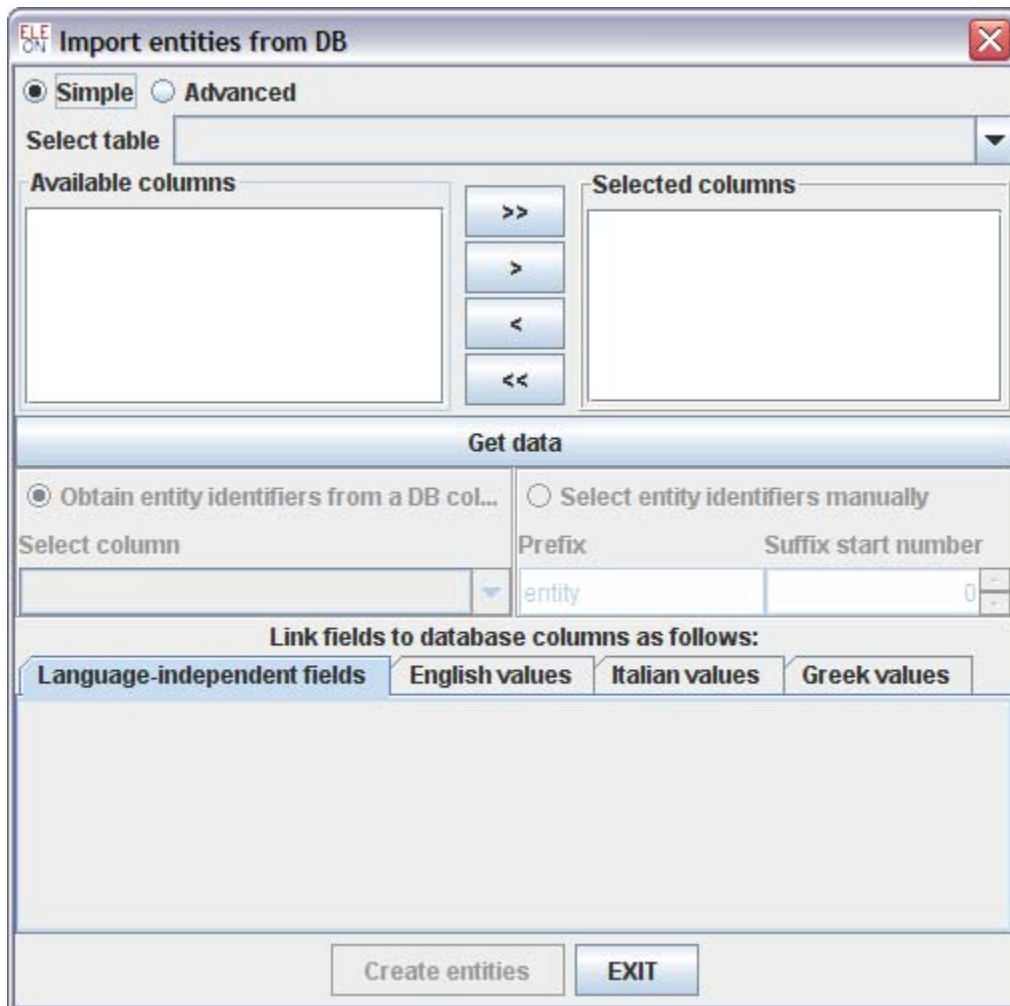 ELE
ON
Import entities from DB
Simple Advanced
Select table
Available columns
Selected columns
>>
>
<
<<
Get data
Obtain entity identifiers from a DB col... Select entity identifiers manually
Select column Prefix Suffix start number
entity 0
Link fields to database columns as follows:
Language-independent fields English values Italian values Greek values
Create entities EXIT